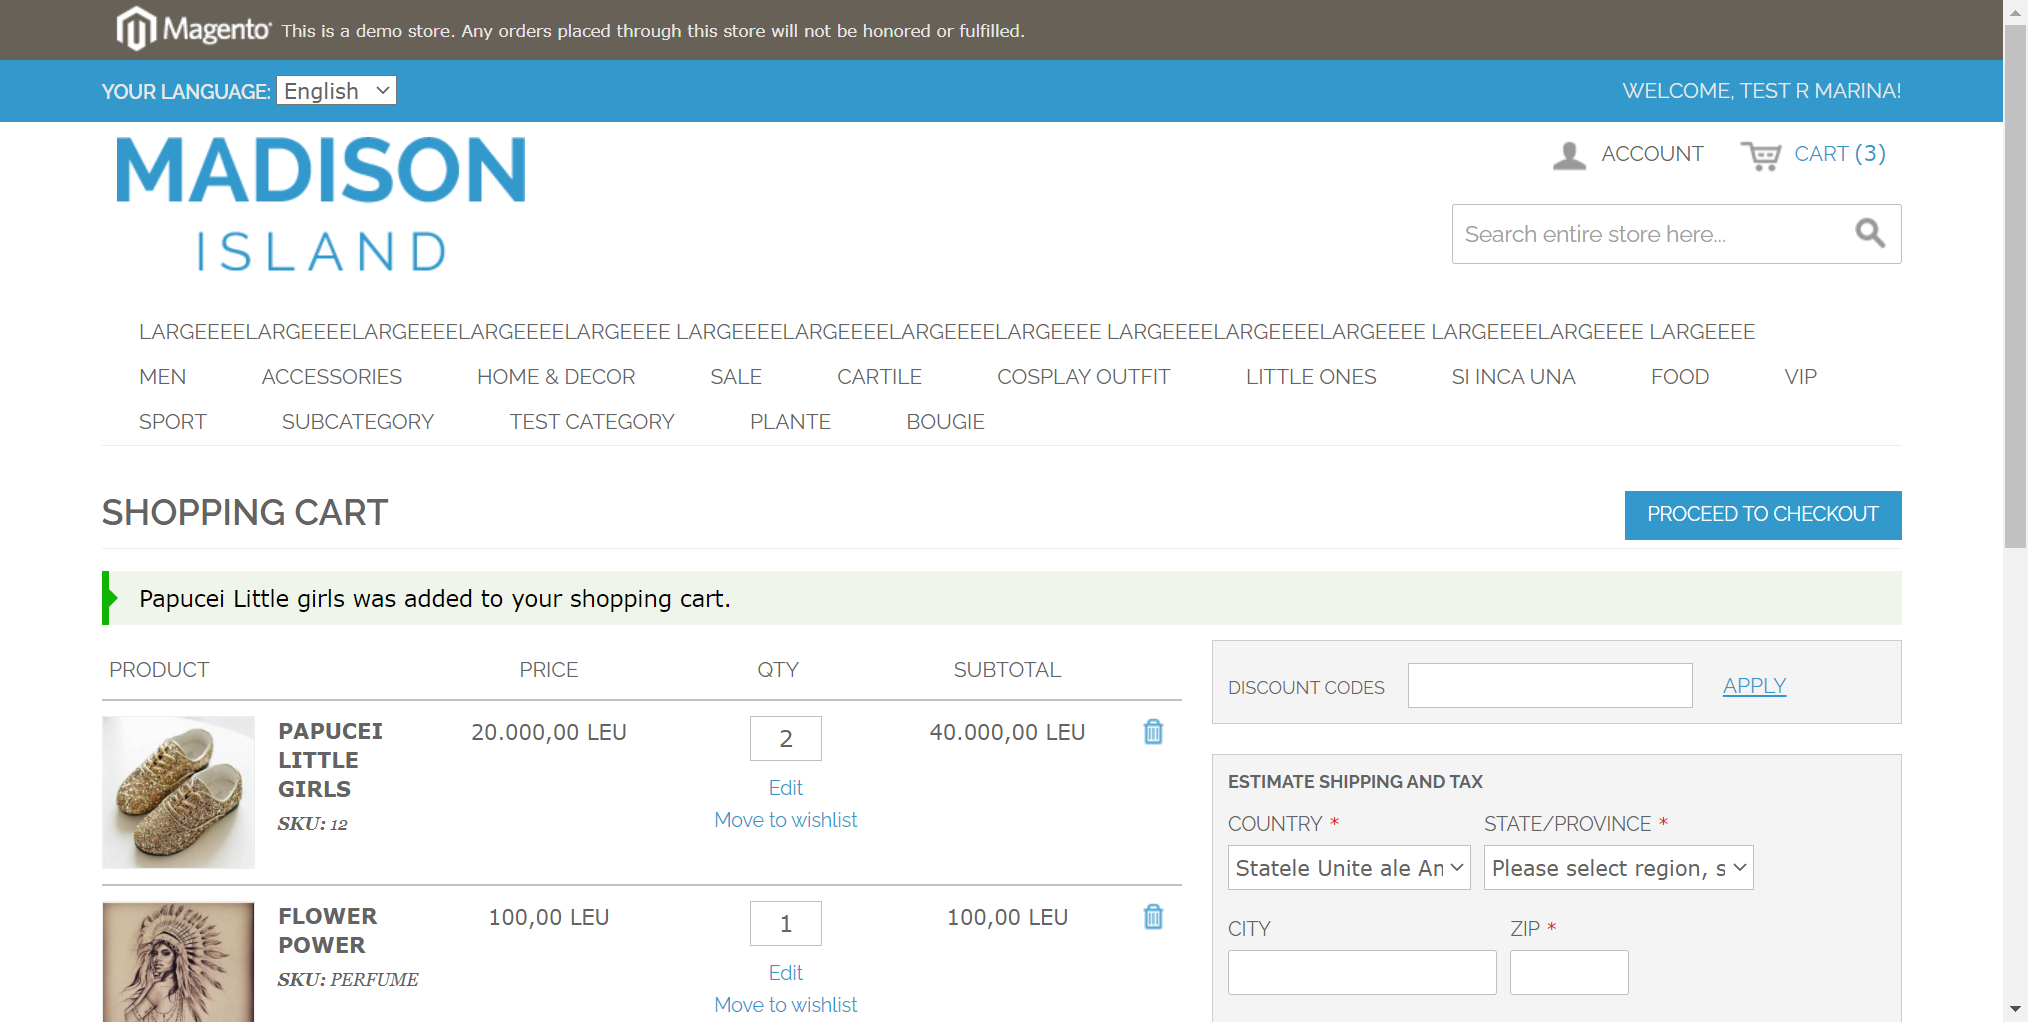 Magento® This is a demo store. Any orders placed through this store will not be honored or fulfilled.
YOUR LANGUAGE: English
WELCOME, TEST R MARINA!
MADISON
ISLAND
ACCOUNT
CART (3)
Search entire store here...
LARGEEEELARGEEEELARGEEEELARGEEEELARGEEEE LARGEEEELARGEEEELARGEEEELARGEEEE LARGEEEELARGEEEELARGEEEE LARGEEEELARGEEEE LARGEEEE
MEN ACCESSORIES HOME & DECOR SALE CARTILE COSPLAY OUTFIT LITTLE ONES SI INCA UNA FOOD VIP
SPORT SUBCATEGORY TEST CATEGORY PLANTE BOUGIE
SHOPPING CART
PROCEED TO CHECKOUT
Papucei Little girls was added to your shopping cart.
PRODUCT PRICE QTY SUBTOTAL
PAPUCEI LITTLE GIRLS
SKU: 12
20.000,00 LEU
2
Edit
Move to wishlist
40.000,00 LEU
FLOWER POWER
SKU: PERFUME
100,00 LEU
1
Edit
Move to wishlist
100,00 LEU
DISCOUNT CODES
APPLY
ESTIMATE SHIPPING AND TAX
COUNTRY * STATE/PROVINCE *
Statele Unite ale Am Please select region, s
CITY ZIP *